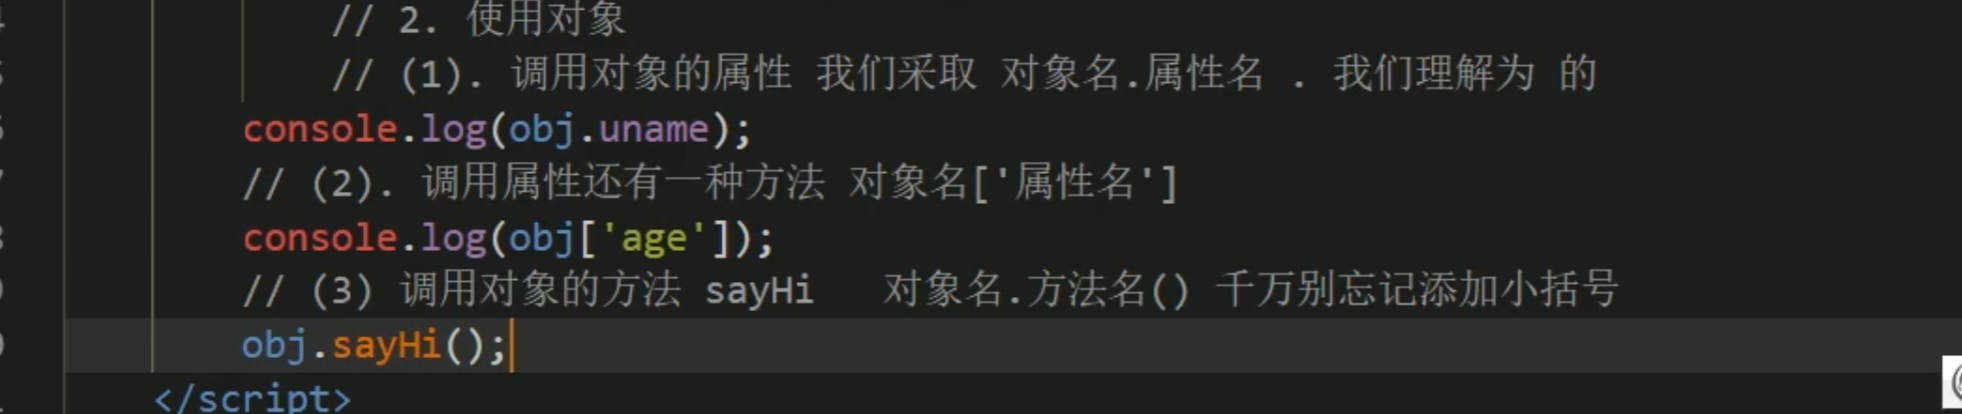 // 2. 使用对象
// (1). 调用对象的属性 我们采取 对象名.属性名 . 我们理解为 的
console.log(obj.uname);
// (2). 调用属性还有一种方法 对象名['属性名']
console.log(obj['age']);
// (3) 调用对象的方法 sayHi 对象名.方法名() 千万别忘记添加小括号
obj.sayHi();
</script>